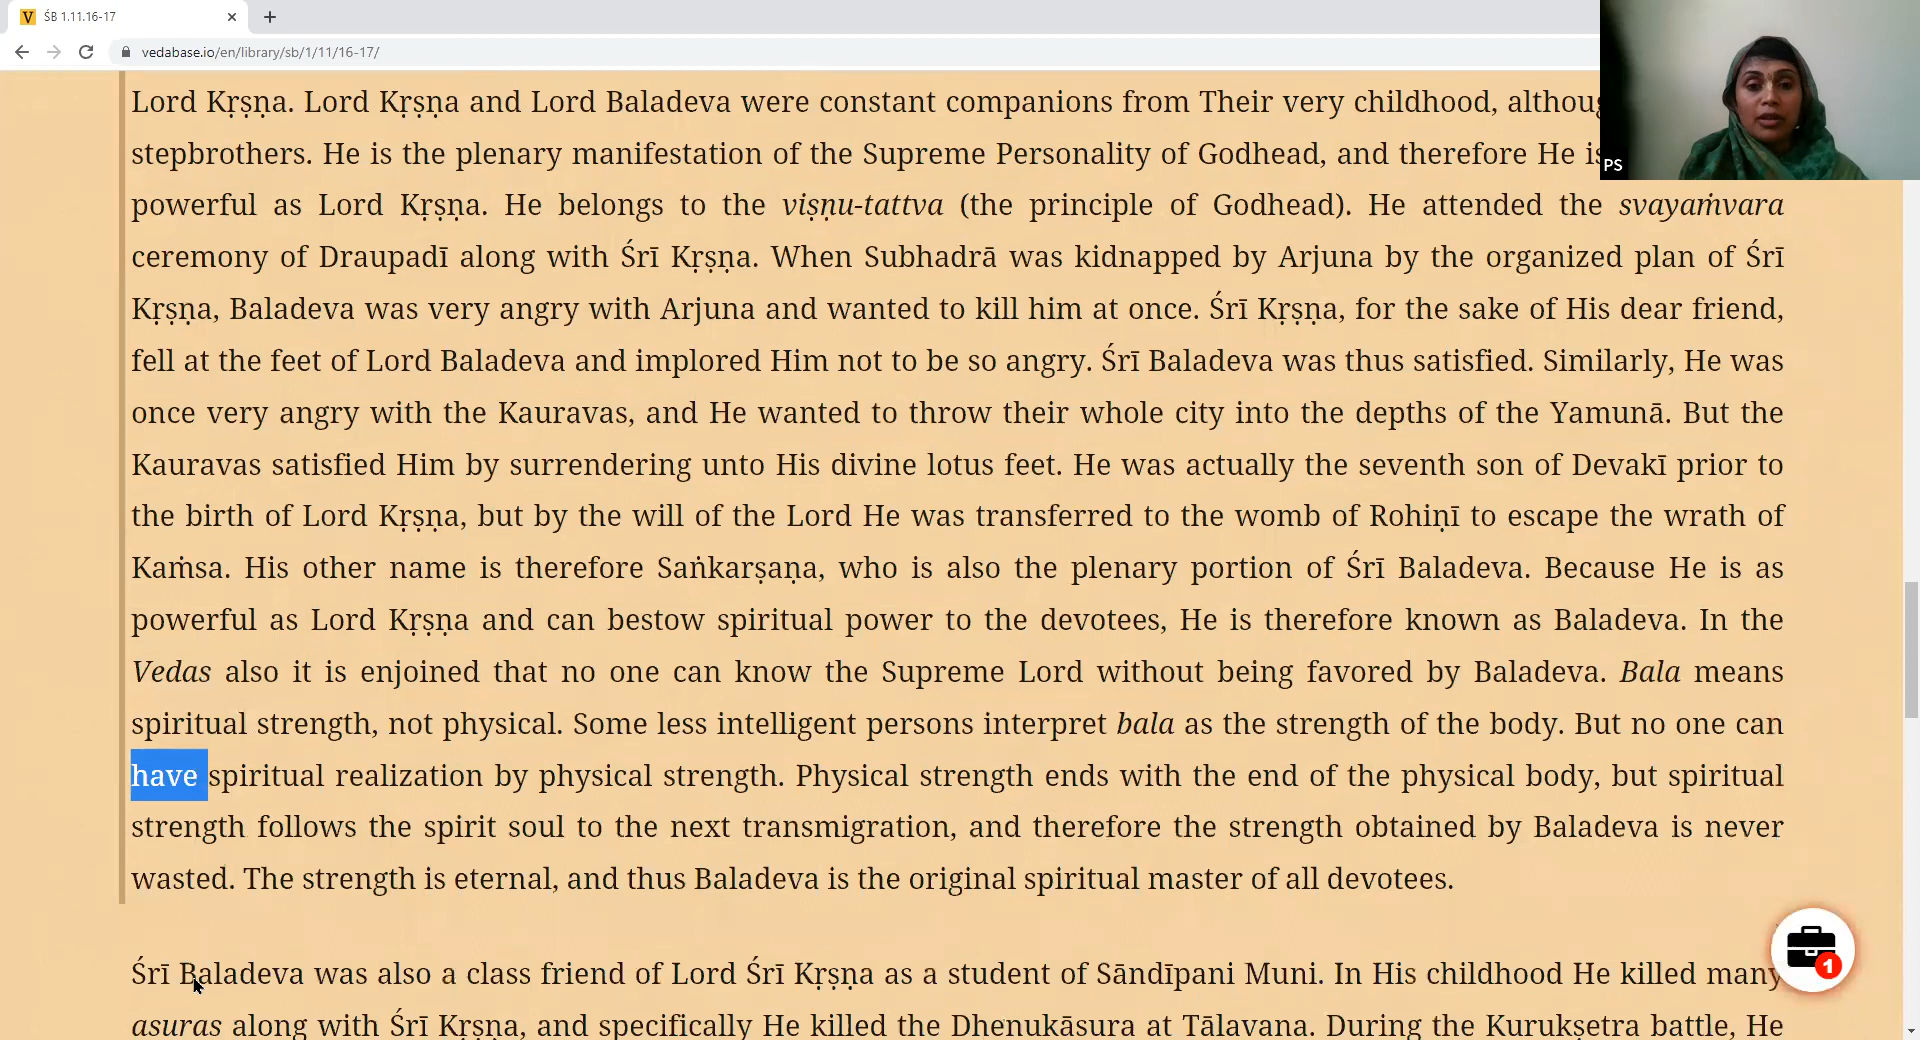 ŚB 1.11.16-17
vedabase.io/en/library/sb/1/11/16-17/
PS
Lord Kṛṣṇa. Lord Kṛṣṇa and Lord Baladeva were constant companions from Their very childhood,
stepbrothers. He is the plenary manifestation of the Supreme Personality of Godhead, and therefore He
powerful as Lord Kṛṣṇa. He belongs to the viṣṇu-tattva (the principle of Godhead). He attended the svayaṁvara
ceremony of Draupadī along with Śrī Kṛṣṇa. When Subhadrā was kidnapped by Arjuna by the organized plan of Śrī
Kṛṣṇa, Baladeva was very angry with Arjuna and wanted to kill him at once. Śrī Kṛṣṇa, for the sake of His dear friend,
fell at the feet of Lord Baladeva and implored Him not to be so angry. Śrī Baladeva was thus satisfied. Similarly, He was
once very angry with the Kauravas, and He wanted to throw their whole city into the depths of the Yamunā. But the
Kauravas satisfied Him by surrendering unto His divine lotus feet. He was actually the seventh son of Devakī prior to
the birth of Lord Kṛṣṇa, but by the will of the Lord He was transferred to the womb of Rohiṇī to escape the wrath of
Kaṁsa. His other name is therefore Saṅkarṣaṇa, who is also the plenary portion of Śrī Baladeva. Because He is as
powerful as Lord Kṛṣṇa and can bestow spiritual power to the devotees, He is therefore known as Baladeva. In the
Vedas also it is enjoined that no one can know the Supreme Lord without being favored by Baladeva. Bala means
spiritual strength, not physical. Some less intelligent persons interpret bala as the strength of the body. But no one can
have spiritual realization by physical strength. Physical strength ends with the end of the physical body, but spiritual
strength follows the spirit soul to the next transmigration, and therefore the strength obtained by Baladeva is never
wasted. The strength is eternal, and thus Baladeva is the original spiritual master of all devotees.
1
Śrī Baladeva was also a class friend of Lord Śrī Kṛṣṇa as a student of Sāndīpani Muni. In His childhood He killed many
asuras along with Śrī Kṛṣṇa, and specifically He killed the Dhenukāsura at Tālavana. During the Kurukṣetra battle, He